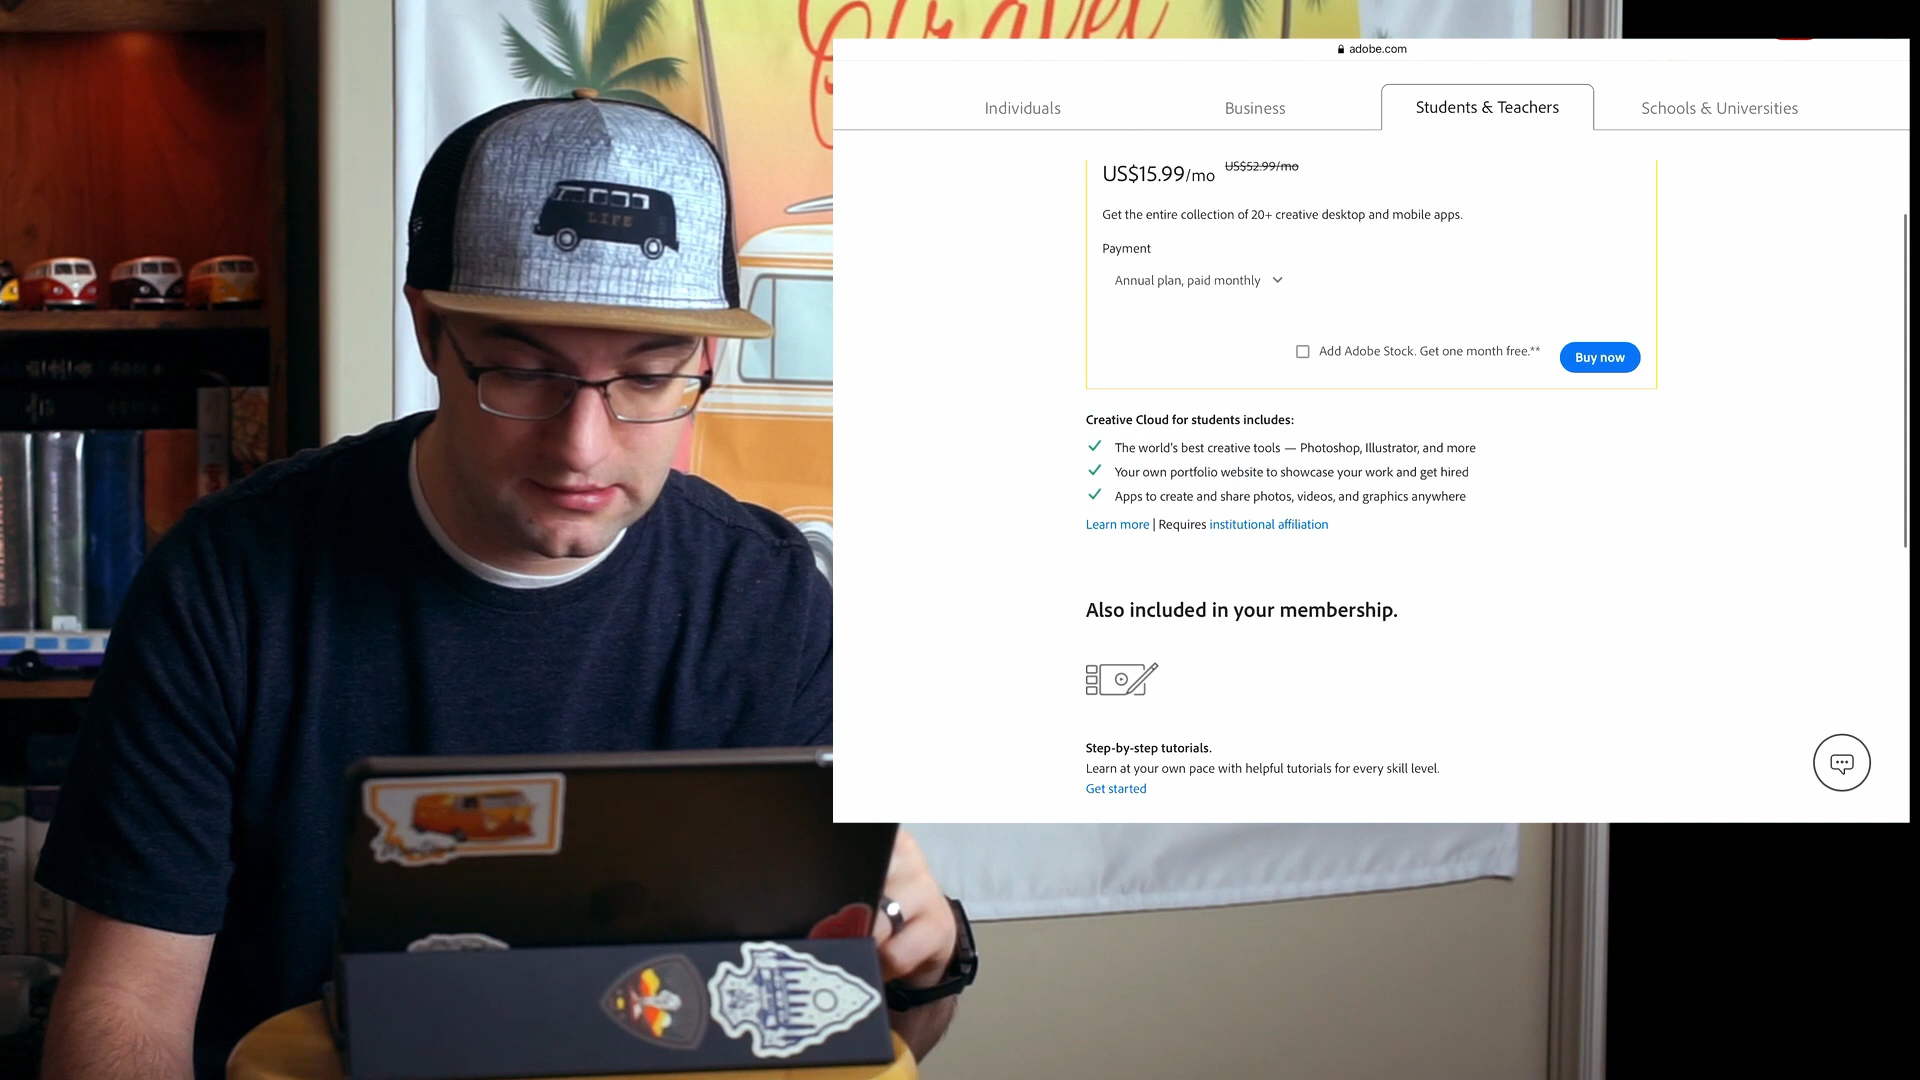 Travel
adobe.com
Individuals
Business
Students & Teachers
Schools & Universities
US$15.99/mo US$52.99/mo
Get the entire collection of 20+ creative desktop and mobile apps.
Payment
Annual plan, paid monthly
Add Adobe Stock. Get one month free.**
Buy now
Creative Cloud for students includes:
The world's best creative tools — Photoshop, Illustrator, and more
Your own portfolio website to showcase your work and get hired
Apps to create and share photos, videos, and graphics anywhere
Learn more | Requires institutional affiliation
Also included in your membership.
Step-by-step tutorials.
Learn at your own pace with helpful tutorials for every skill level.
Get started
LIFE